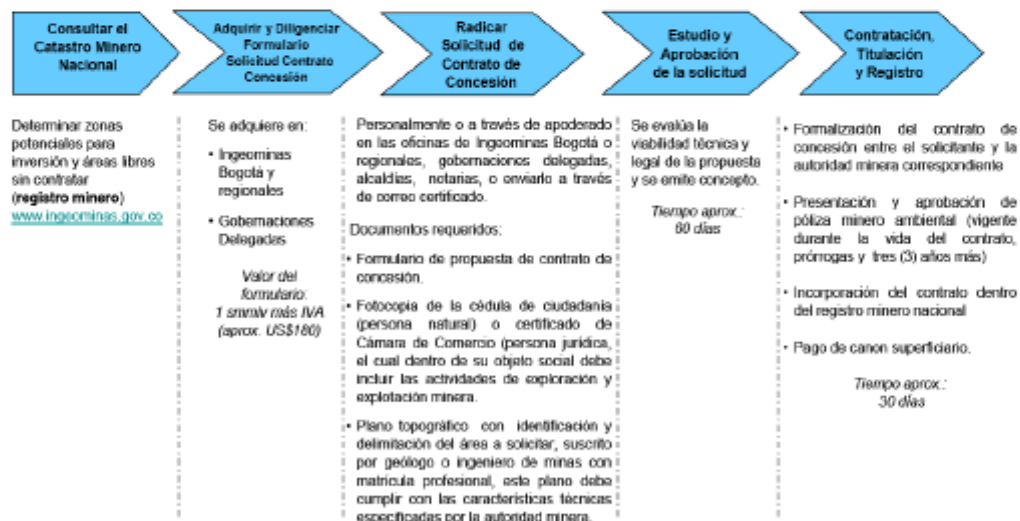 Consultar el
Catastro Minero
Nacional
Adquirir y Diligenciar
Formulario
Solicitud Contrato
Concesión
Radicar
Solicitud de
Contrato de
Concesión
Estudio y
Aprobación
de la solicitud
Contratación,
Titulación
y Registro
Determinar zonas
potenciales para
inversión y áreas libres
sin contratar
(registro minero)
www.ingeominas.gov.co
Se adquiere en:
• Ingeominas
Bogotá y
regionales
• Gobernaciones
Delegadas
Valor del
formulario:
1 smmlv más IVA
(aprox. US$180)
Personalmente o a través de apoderado
en las oficinas de Ingeominas Bogotá o
regionales, gobernaciones delegadas,
alcaldías, notarias, o enviarlo a través
de correo certificado.
Documentos requeridos:
• Formulario de propuesta de contrato de
concesión.
• Fotocopia de la cédula de ciudadanía
(persona natural) o certificado de
Cámara de Comercio (persona jurídica,
el cual dentro de su objeto social debe
incluir las actividades de exploración y
explotación minera.
• Plano topográfico con identificación y
delimitación del área a solicitar, suscrito
por geólogo o ingeniero de minas con
matrícula profesional, este plano debe
cumplir con las características técnicas
especificadas por la autoridad minera.
Se evalúa la
viabilidad técnica y
legal de la propuesta
y se emite concepto.
Tiempo aprox.:
60 días
• Formalización del contrato de
concesión entre el solicitante y la
autoridad minera correspondiente
• Presentación y aprobación de
póliza minero ambiental (vigente
durante la vida del contrato,
prórrogas y tres (3) años más)
• Incorporación del contrato dentro
del registro minero nacional
• Pago de canon superficiario.
Tiempo aprox.:
30 días